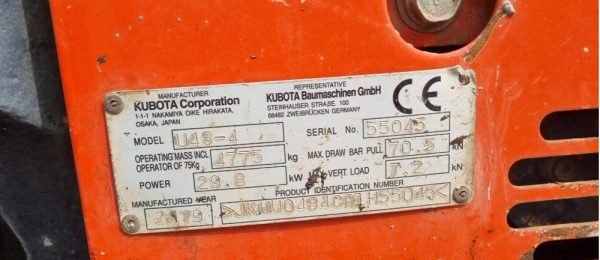 MANUFACTURER
KUBOTA Corporation
1-1-1 NAKAMIYA OIKE HIRAKATA,
OSAKA, JAPAN
REPRESENTATIVE
KUBOTA Baumaschinen GmbH
STEINHAUSER STRAßE. 100
66482 ZWEIBRÜCKEN GERMANY
CE
MODEL U48-4 SERIAL No. 55045
OPERATING MASS INCL. OPERATOR OF 75Kg 4775 kg MAX. DRAW BAR PULL 70.5 kN
POWER 29.8 kW VERT. LOAD 7.2 kN
MANUFACTURED YEAR
PRODUCT IDENTIFICATION NUMBER